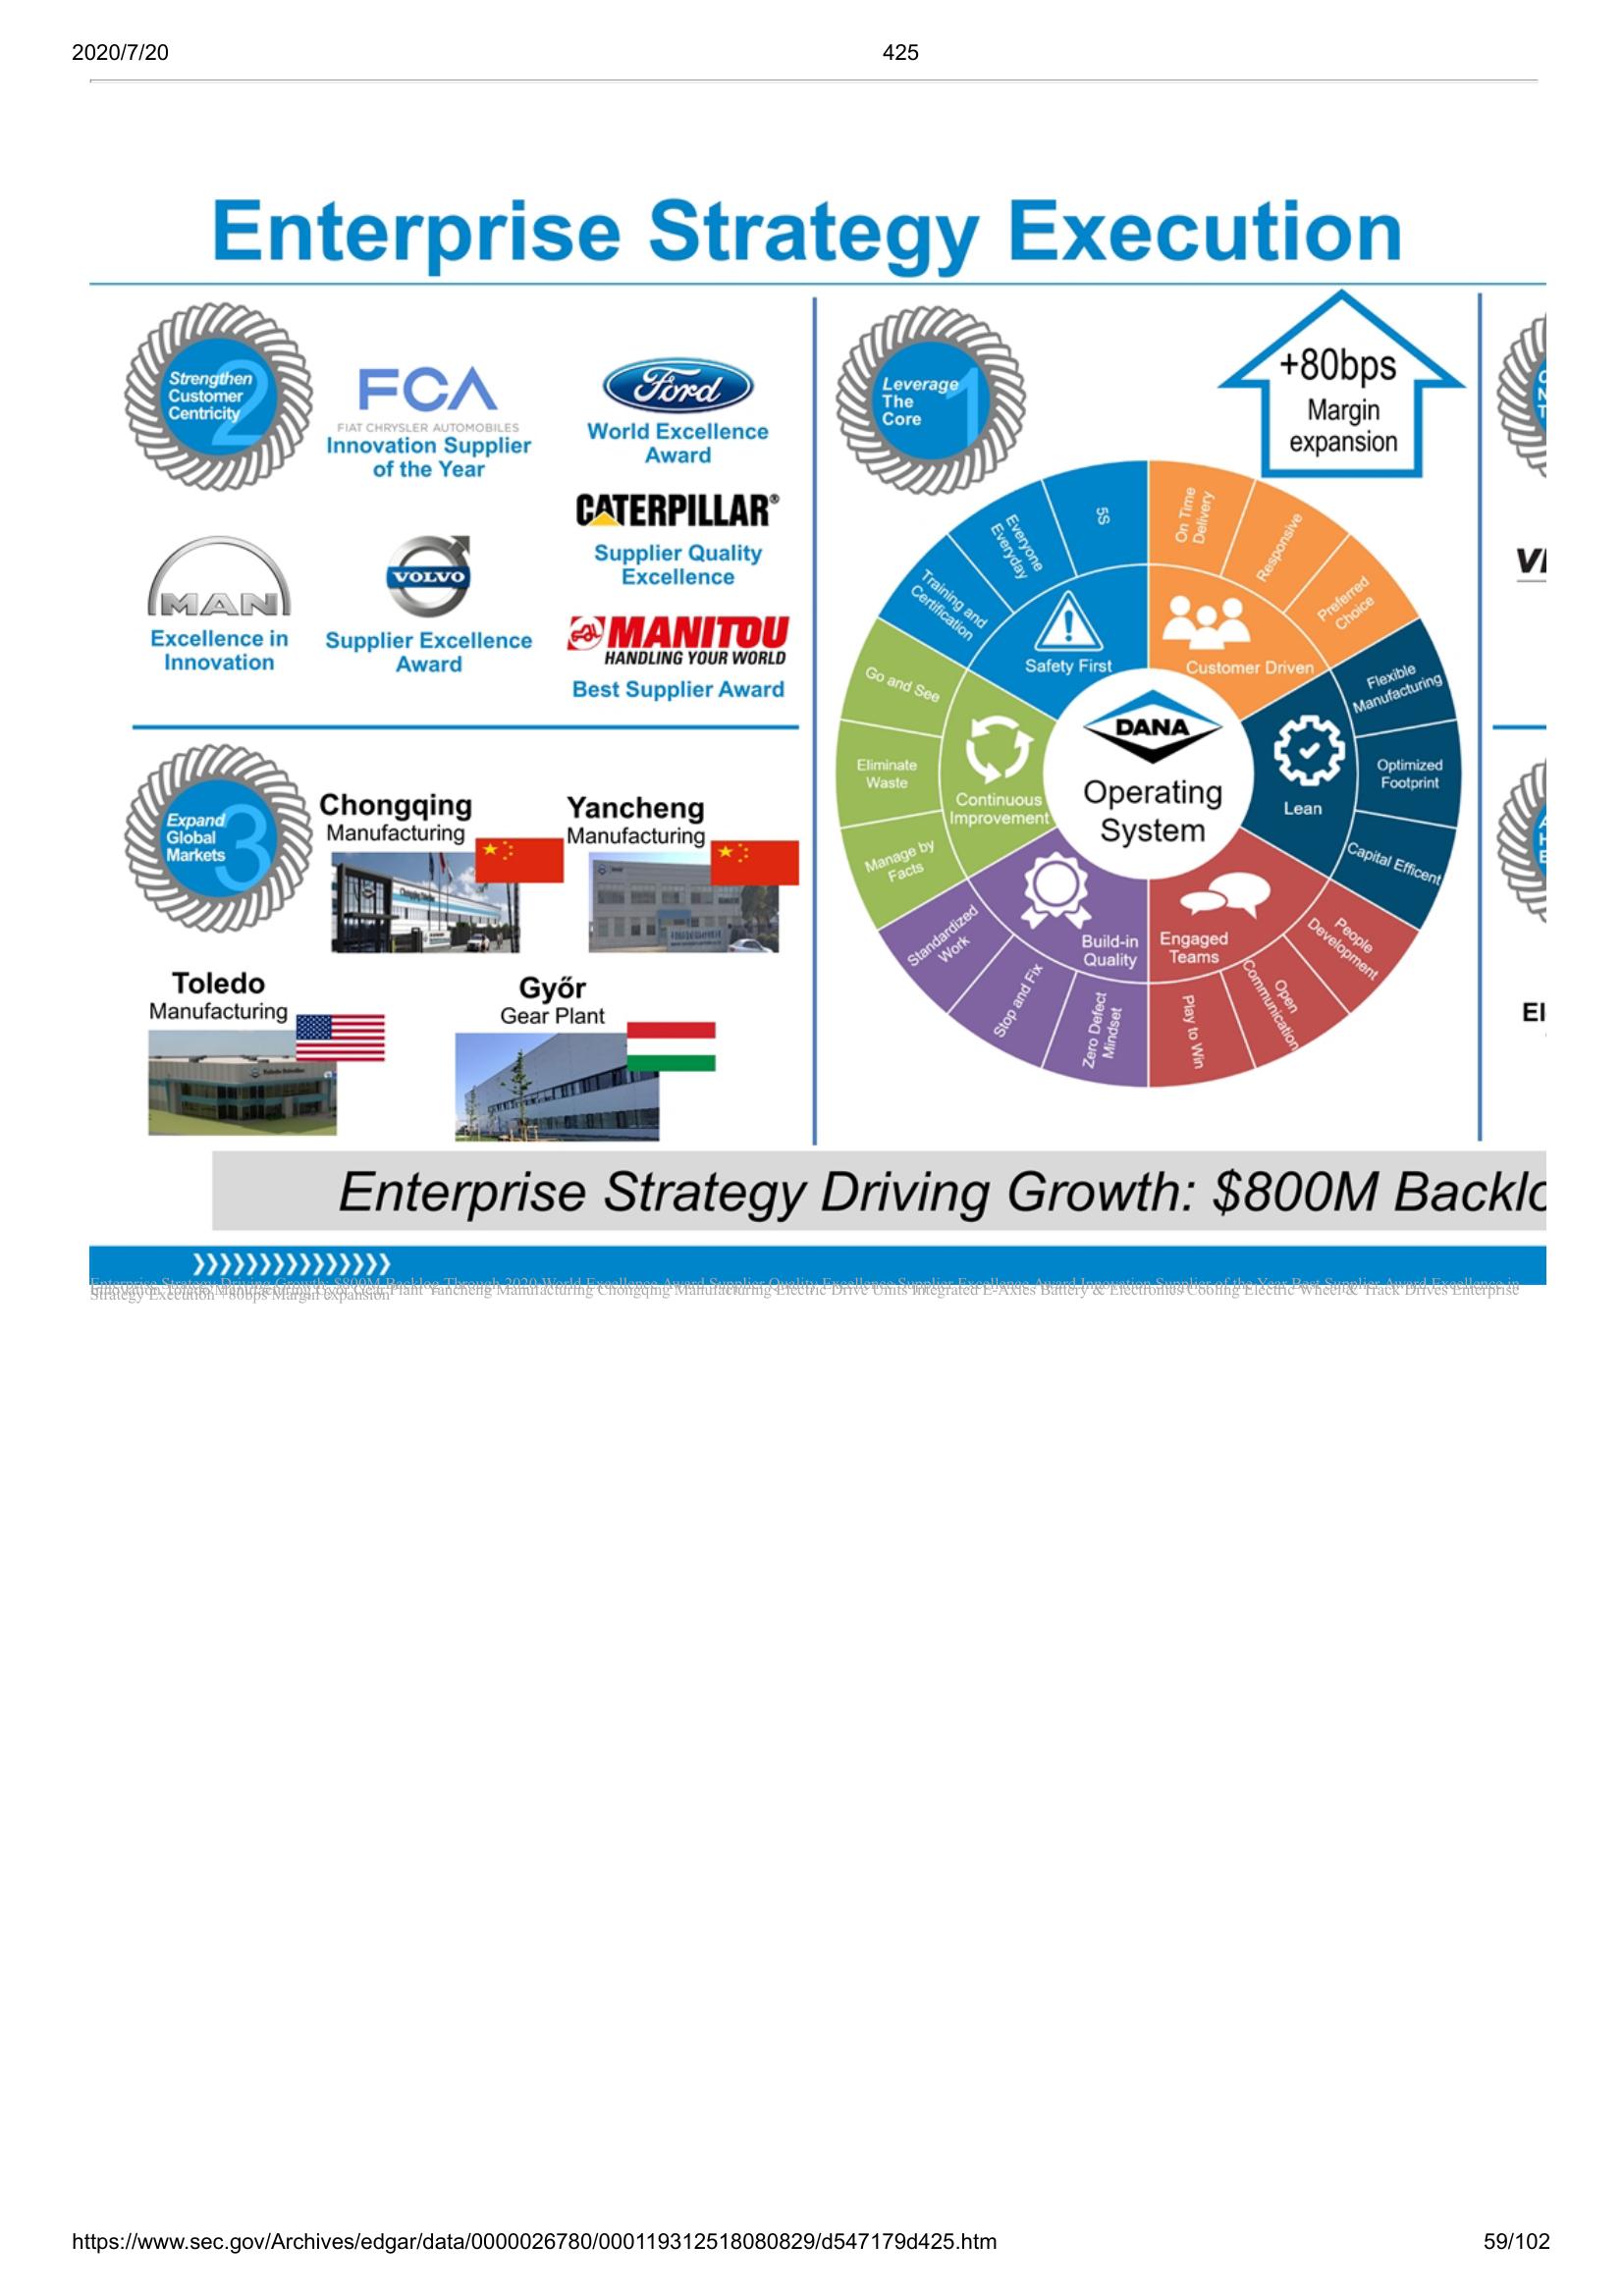 2020/7/20
425
Enterprise Strategy Execution
Strengthen
Customer
Centricity
2
FCA
FIAT CHRYSLER AUTOMOBILES
Innovation Supplier
of the Year
Ford
World Excellence
Award
CATERPILLAR®
Supplier Quality
Excellence
MAN
Excellence in
Innovation
VOLVO
Supplier Excellence
Award
MANITOU
HANDLING YOUR WORLD
Best Supplier Award
Expand
Global
Markets
3
Chongqing
Manufacturing
Yancheng
Manufacturing
Toledo
Manufacturing
Győr
Gear Plant
Leverage
The
Core
1
+80bps
Margin
expansion
DANA
Operating
System
Safety First
Training and
Certification
Everyone
Everyday
5S
Customer Driven
On Time
Delivery
Responsive
Preferred
Choice
Lean
Flexible
Manufacturing
Optimized
Footprint
Capital Efficent
Engaged
Teams
People
Development
Open
Communication
Play to Win
Build-in
Quality
Zero Defect
Mindset
Stop and Fix
Standardized
Work
Continuous
Improvement
Manage by
Facts
Eliminate
Waste
Go and See
Enterprise Strategy Driving Growth: $800M Backlo
Enterprise Strategy Driving Growth: $800M Backlog Through 2020 World Excellence Award Supplier Quality Excellence Supplier Excellence Award Innovation Supplier of the Year Best Supplier Award Excellence in
Innovation Toledo Manufacturing Győr Gear Plant Yancheng Manufacturing Chongqing Manufacturing Electric Drive Units Integrated E-Axles Battery & Electronics Cooling Electric Wheel & Track Drives Enterprise
Strategy Execution +80bps Margin expansion
https://www.sec.gov/Archives/edgar/data/0000026780/000119312518080829/d547179d425.htm
59/102